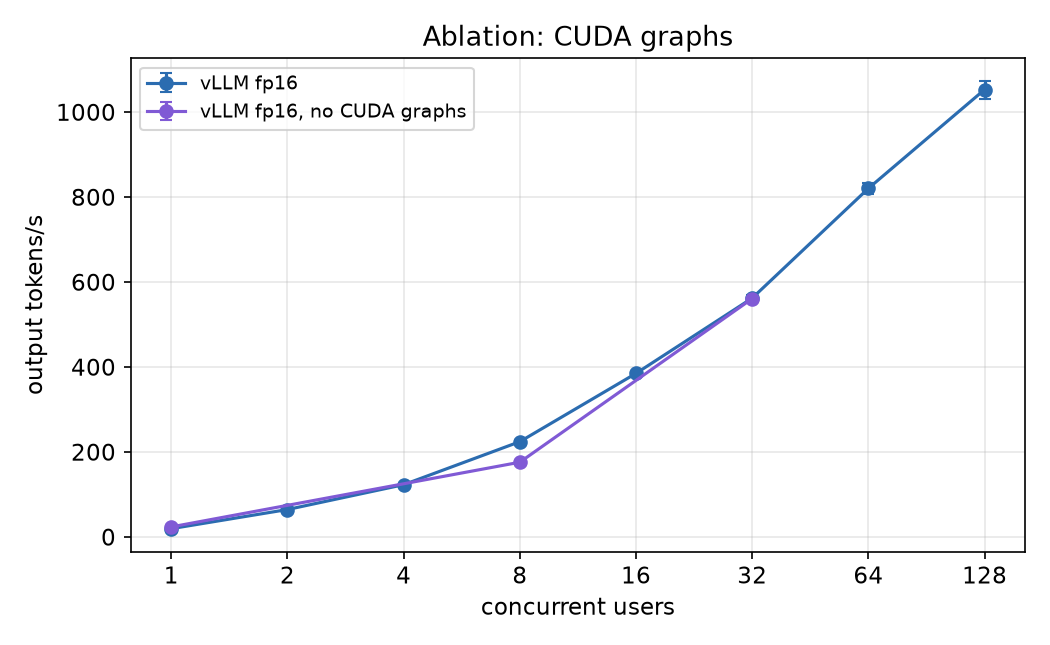 Ablation: CUDA graphs
vLLM fp16
vLLM fp16, no CUDA graphs
output tokens/s
1000
800
600
400
200
0
1 2 4 8 16 32 64 128
concurrent users